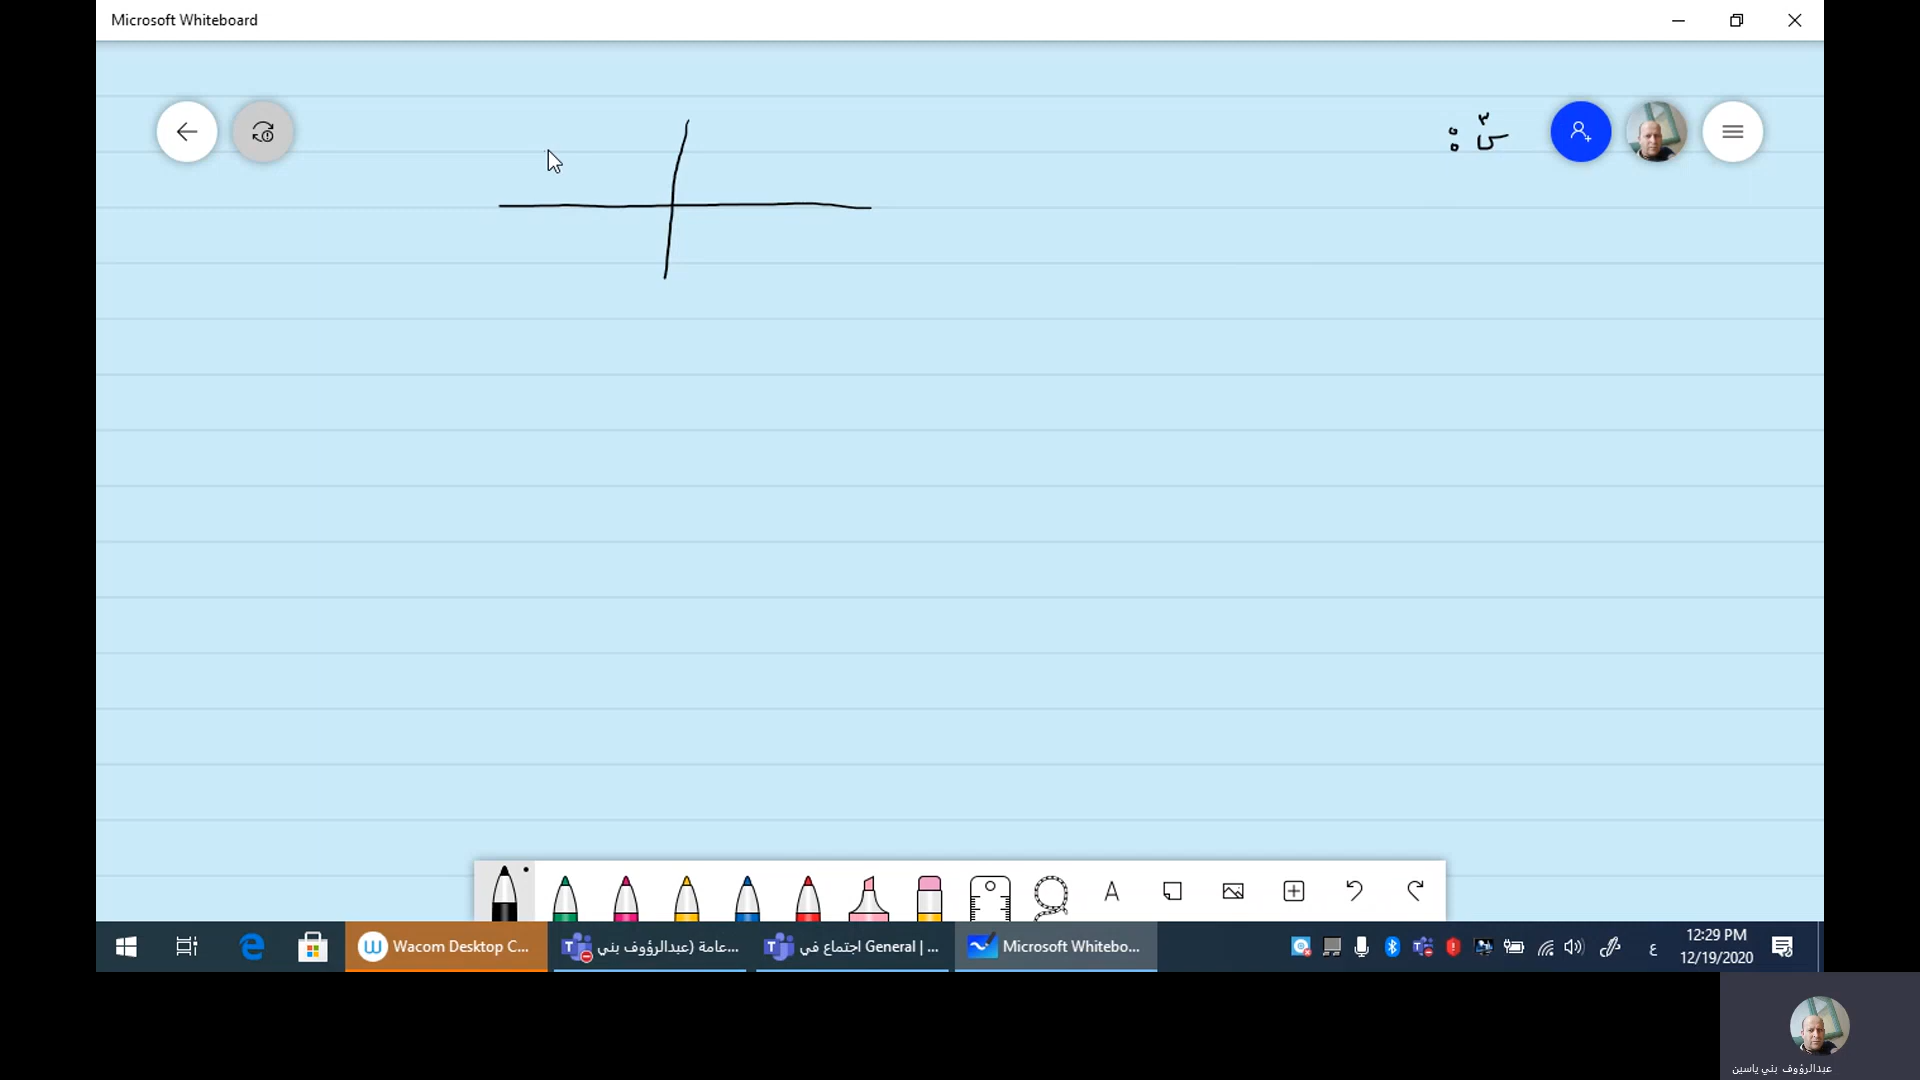 Microsoft Whiteboard
A
Wacom Desktop C...
عامة (عبدالرؤوف بني...
اجتماع في General | ...
Microsoft Whitebo...
ع
12:29 PM
12/19/2020
عبدالرؤوف بني ياسين